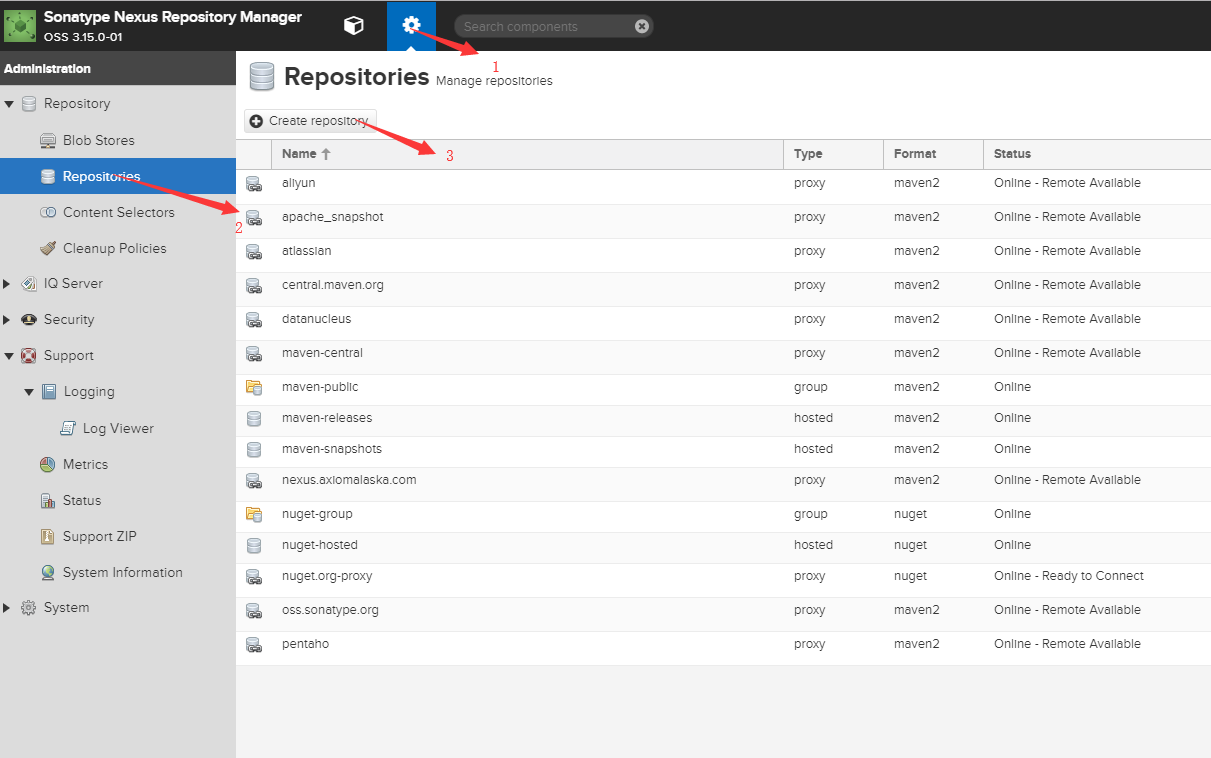 Sonatype Nexus Repository Manager
OSS 3.15.0-01
Search components
1
Administration
Repository
Blob Stores
Repositories
2
Content Selectors
Cleanup Policies
IQ Server
Security
Support
Logging
Log Viewer
Metrics
Status
Support ZIP
System Information
System
Repositories Manage repositories
Create repository
3
Name Type Format Status
aliyun proxy maven2 Online - Remote Available
apache_snapshot proxy maven2 Online - Remote Available
atlassian proxy maven2 Online - Remote Available
central.maven.org proxy maven2 Online - Remote Available
datanucleus proxy maven2 Online - Remote Available
maven-central proxy maven2 Online - Remote Available
maven-public group maven2 Online
maven-releases hosted maven2 Online
maven-snapshots hosted maven2 Online
nexus.axiomalaska.com proxy maven2 Online - Remote Available
nuget-group group nuget Online
nuget-hosted hosted nuget Online
nuget.org-proxy proxy nuget Online - Ready to Connect
oss.sonatype.org proxy maven2 Online - Remote Available
pentaho proxy maven2 Online - Remote Available